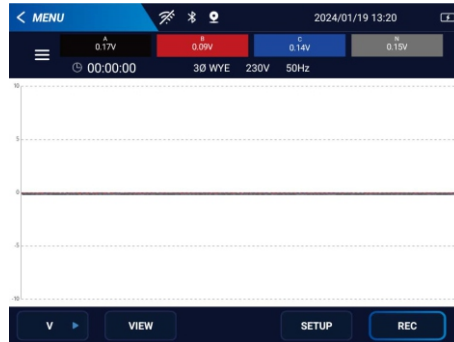 < MENU 2024/01/19 13:20
A B C N
0.17V 0.09V 0.14V 0.15V
00:00:00 3Ø WYE 230V 50Hz
10
5
0
-5
-10
V VIEW SETUP REC